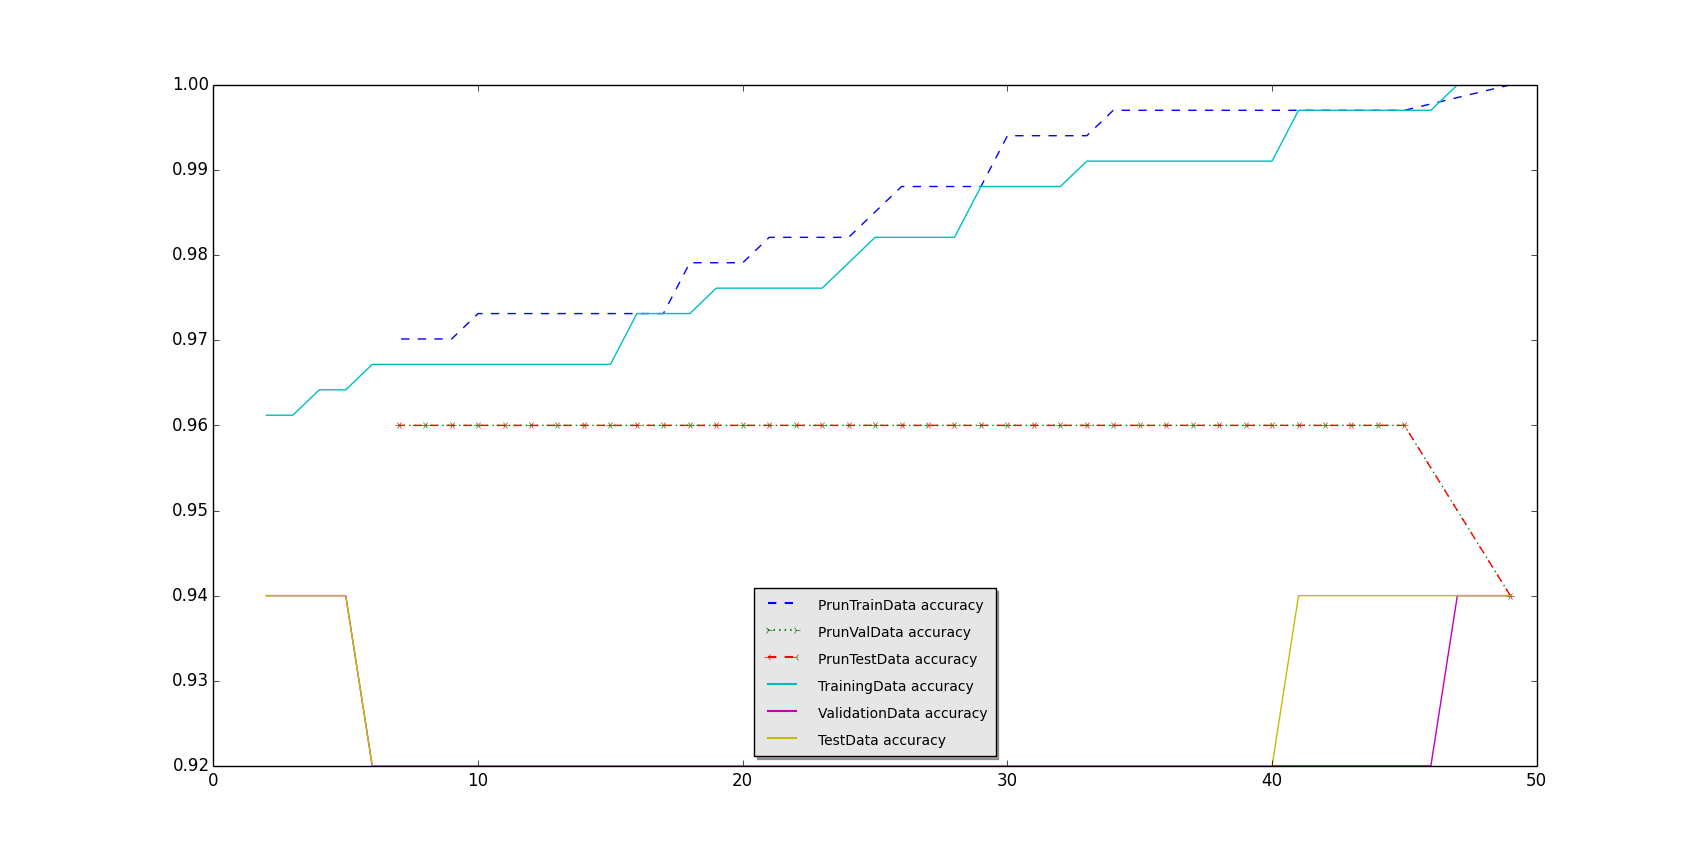 1.00
0.99
0.98
0.97
0.96
0.95
0.94
0.93
0.92
PrunTrainData accuracy
PrunValData accuracy
PrunTestData accuracy
TrainingData accuracy
ValidationData accuracy
TestData accuracy
0 10 20 30 40 50